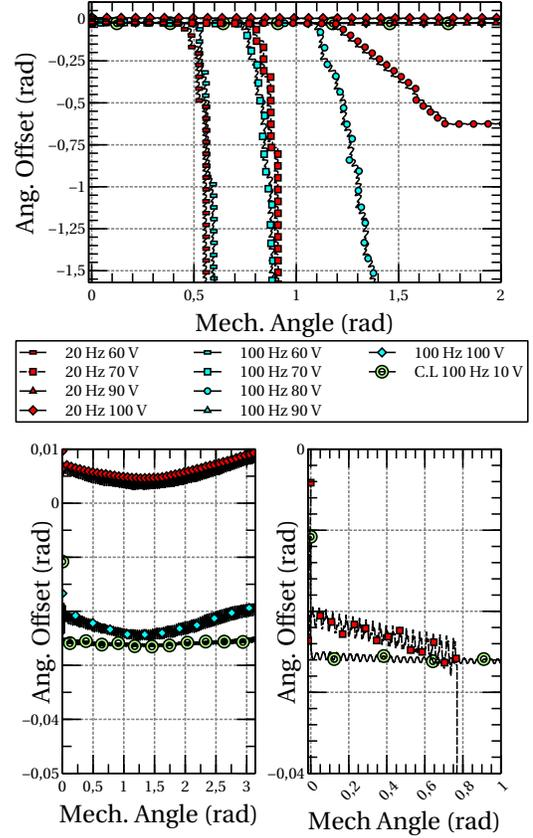 0
−0,25
−0,5
−0,75
−1
−1,25
−1,5
Ang. Offset (rad)
0 0,5 1 1,5 2
Mech. Angle (rad)
20 Hz 60 V 100 Hz 60 V 100 Hz 100 V
20 Hz 70 V 100 Hz 70 V C.L 100 Hz 10 V
20 Hz 90 V 100 Hz 80 V
20 Hz 100 V 100 Hz 90 V
0,01
0
−0,04
−0,05
Ang. Offset (rad)
0 0,5 1 1,5 2 2,5 3
Mech. Angle (rad)
0
−0,04
Ang. Offset (rad)
0 0,2 0,4 0,6 0,8 1
Mech Angle (rad)